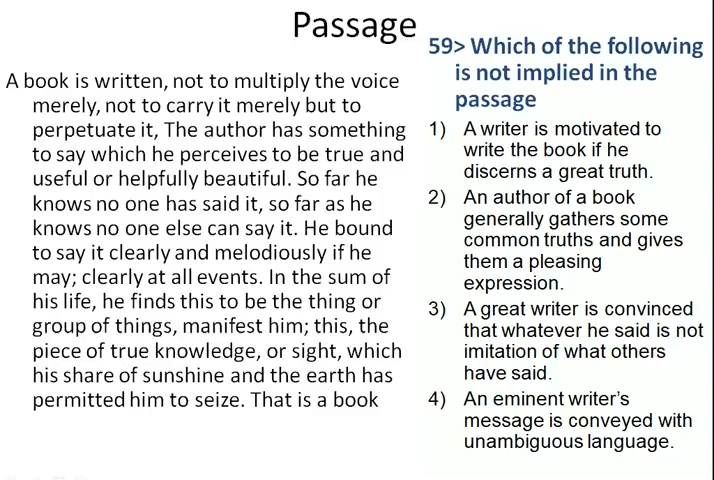 Passage
A book is written, not to multiply the voice
merely, not to carry it merely but to
perpetuate it, The author has something
to say which he perceives to be true and
useful or helpfully beautiful. So far he
knows no one has said it, so far as he
knows no one else can say it. He bound
to say it clearly and melodiously if he
may; clearly at all events. In the sum of
his life, he finds this to be the thing or
group of things, manifest him; this, the
piece of true knowledge, or sight, which
his share of sunshine and the earth has
permitted him to seize. That is a book
59> Which of the following
is not implied in the
passage
1) A writer is motivated to
write the book if he
discerns a great truth.
2) An author of a book
generally gathers some
common truths and gives
them a pleasing
expression.
3) A great writer is convinced
that whatever he said is not
imitation of what others
have said.
4) An eminent writer's
message is conveyed with
unambiguous language.